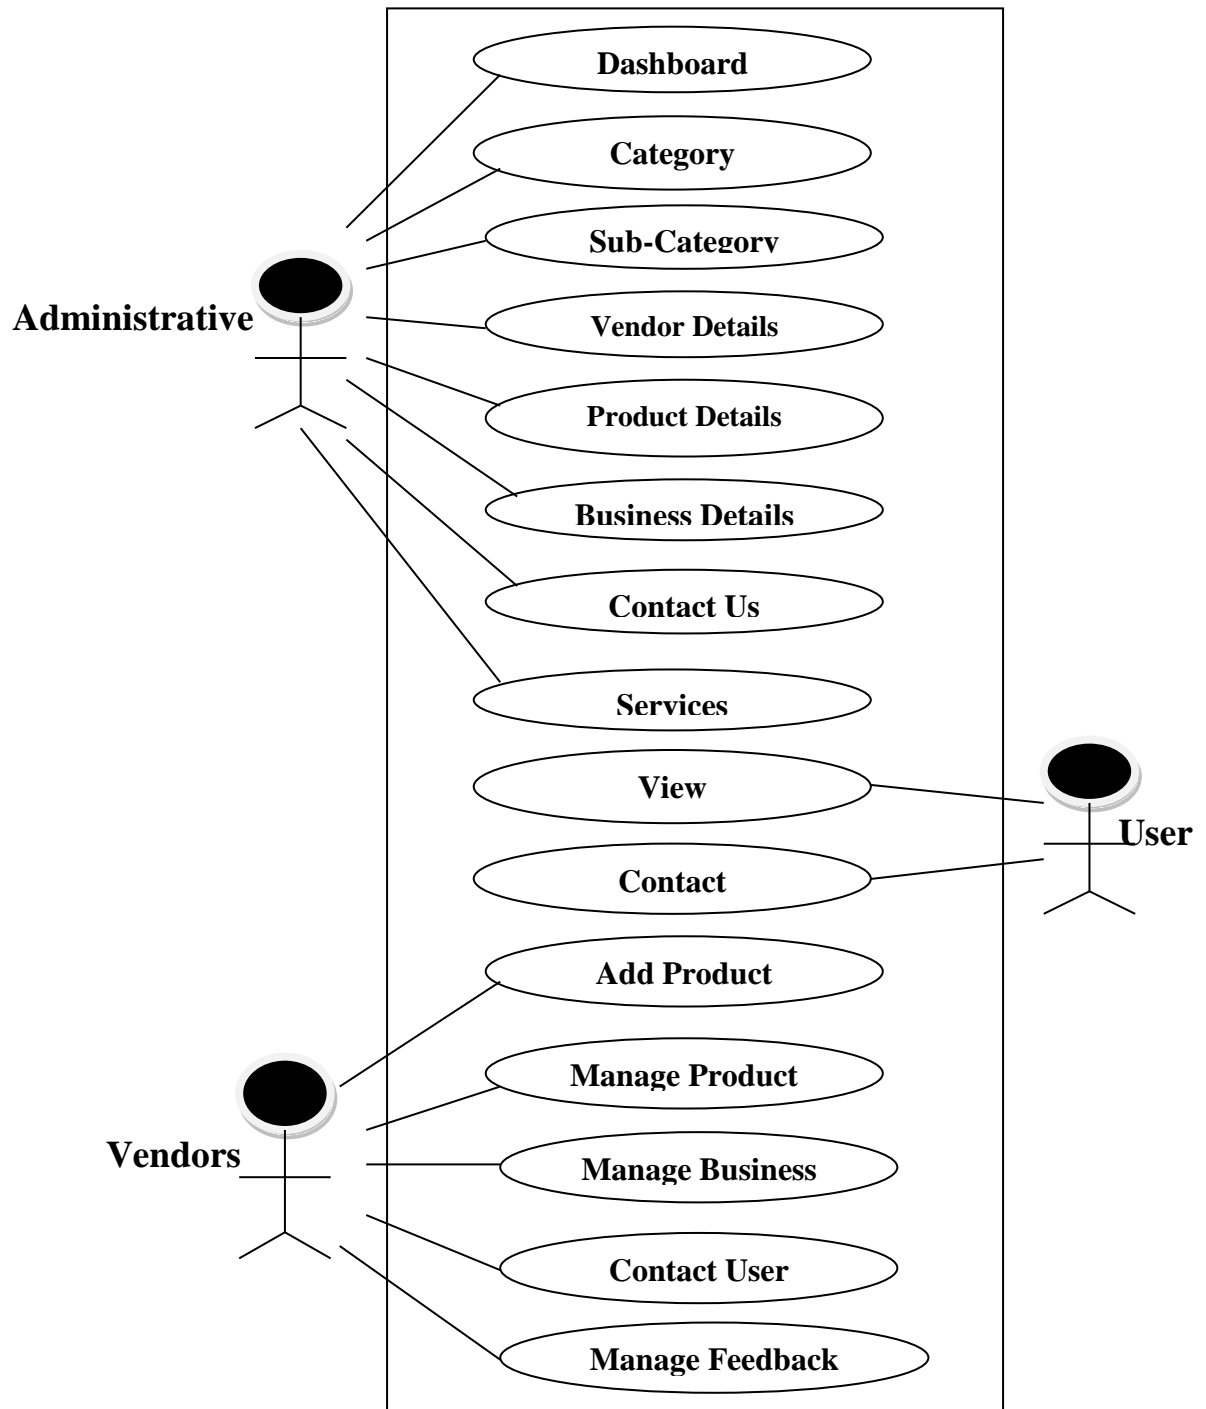 Dashboard
Category
Sub-Category
Administrative
Vendor Details
Product Details
Business Details
Contact Us
Services
View
User
Contact
Add Product
Manage Product
Vendors
Manage Business
Contact User
Manage Feedback